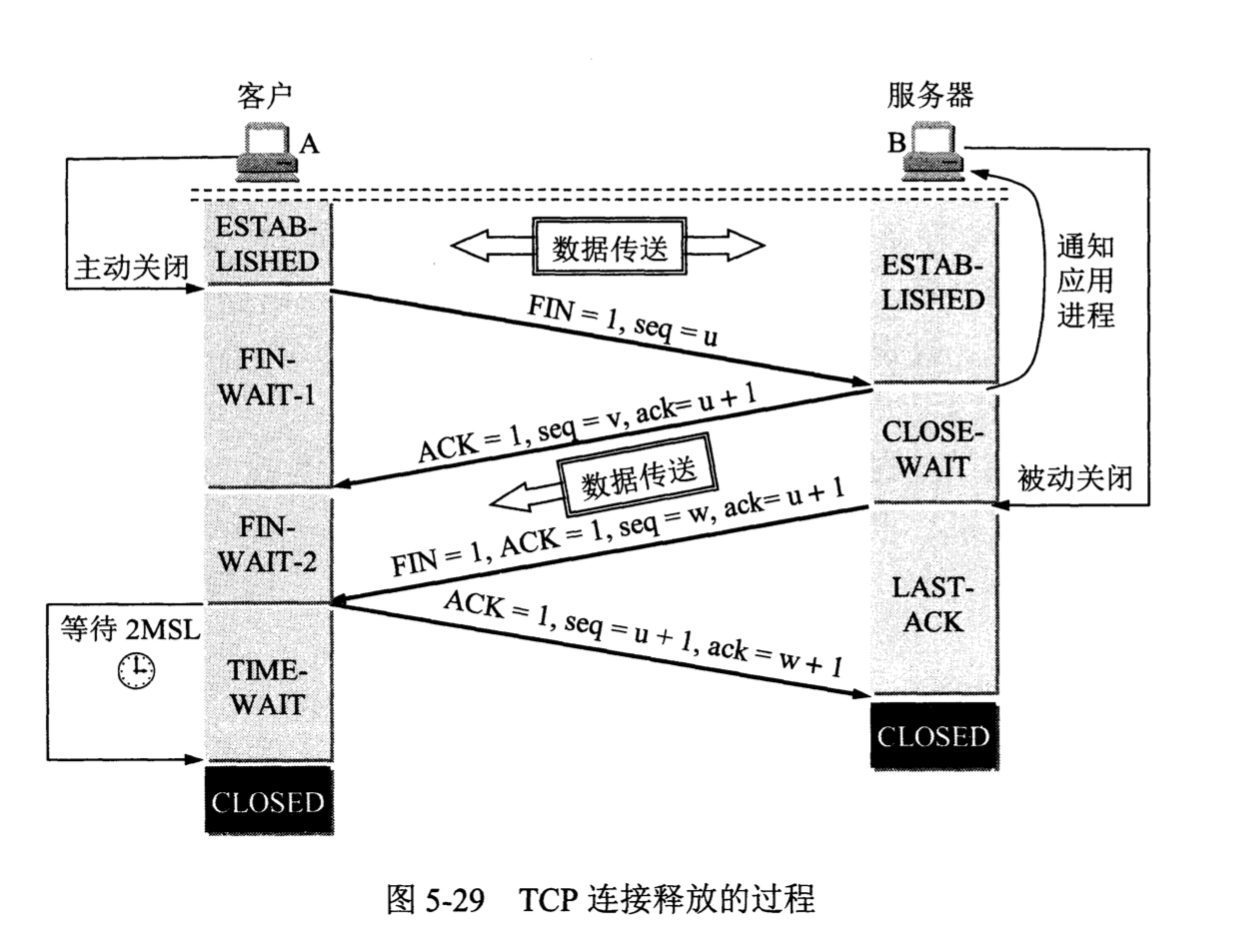 客户
服务器
A
B
ESTAB-
LISHED
数据传送
ESTAB-
LISHED
通知
应用
进程
主动关闭
FIN = 1, seq = u
FIN-
WAIT-1
ACK = 1, seq = v, ack= u + 1
CLOSE-
WAIT
数据传送
被动关闭
FIN-
WAIT-2
FIN = 1, ACK = 1, seq = w, ack= u + 1
ACK = 1, seq = u + 1, ack = w + 1
LAST-
ACK
等待 2MSL
TIME-
WAIT
CLOSED
CLOSED
图 5-29 TCP 连接释放的过程